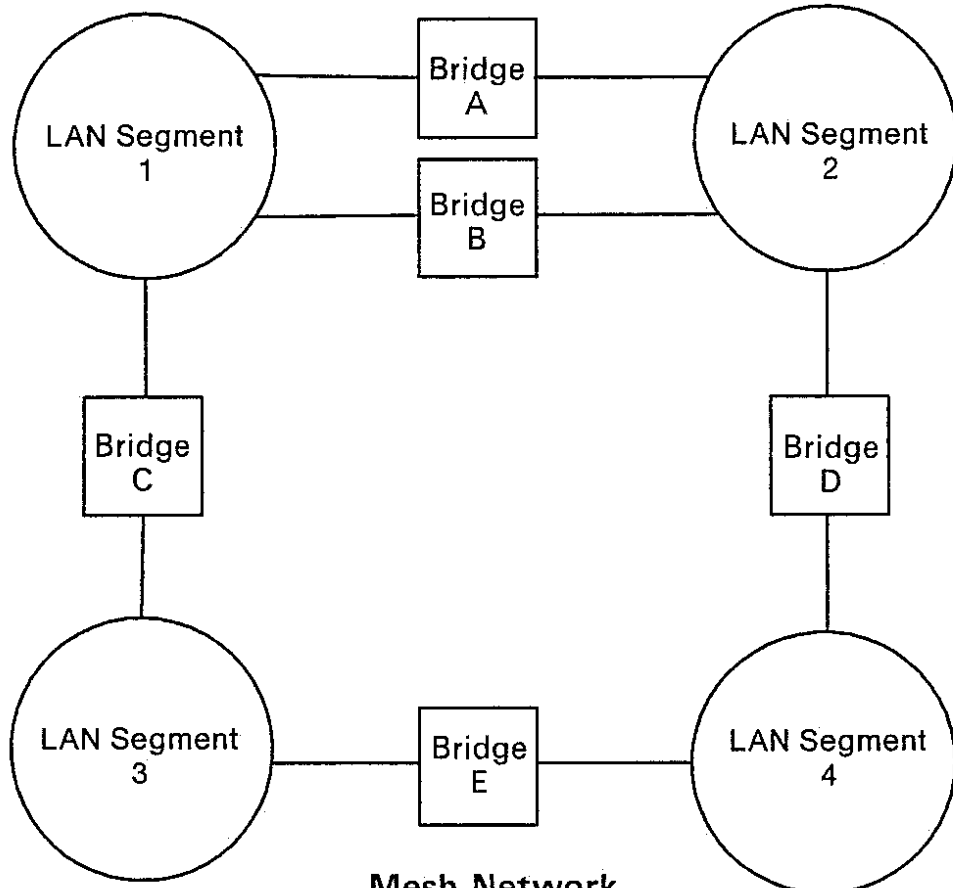 Bridge
A
LAN Segment
1
LAN Segment
2
Bridge
B
Bridge
C
Bridge
D
LAN Segment
3
Bridge
E
LAN Segment
4
Mesh Network